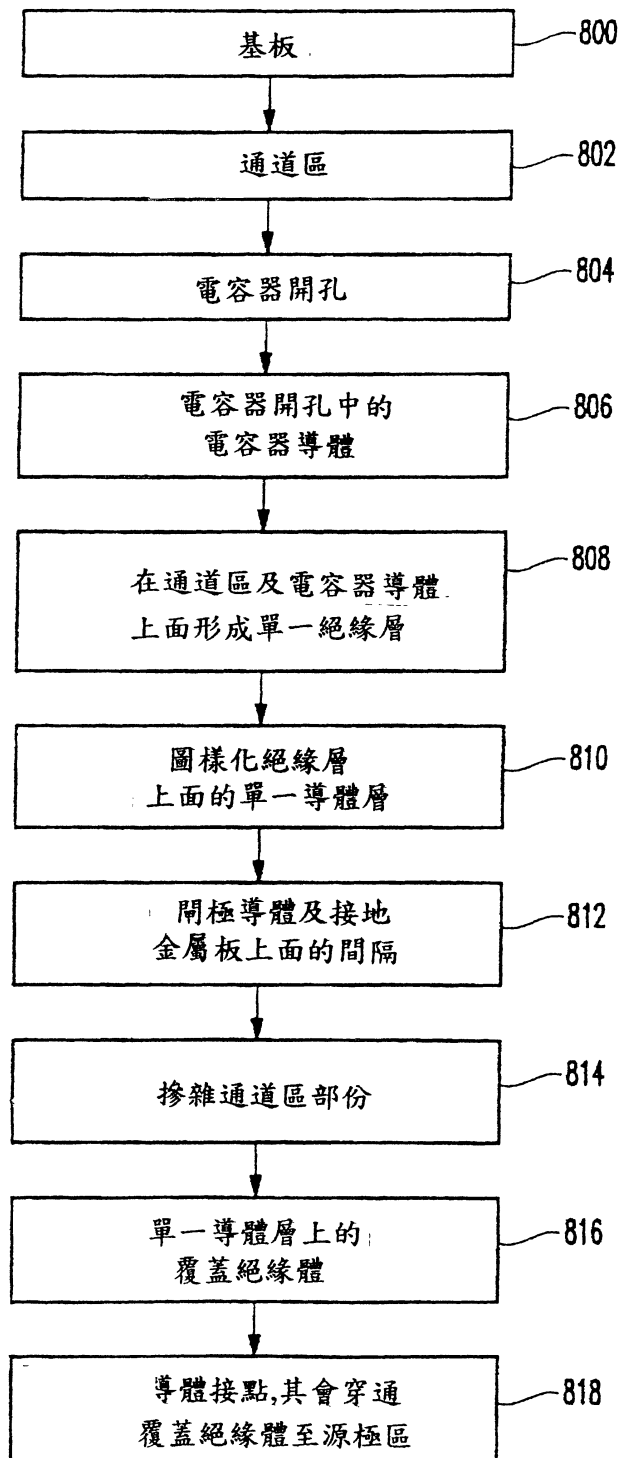 基板
800
通道區
802
電容器開孔
804
電容器開孔中的
電容器導體
806
在通道區及電容器導體
上面形成單一絕緣層
808
圖樣化絕緣層
上面的單一導體層
810
閘極導體及接地
金屬板上面的間隔
812
摻雜通道區部份
814
單一導體層上的
覆蓋絕緣體
816
導體接點,其會穿通
覆蓋絕緣體至源極區
818